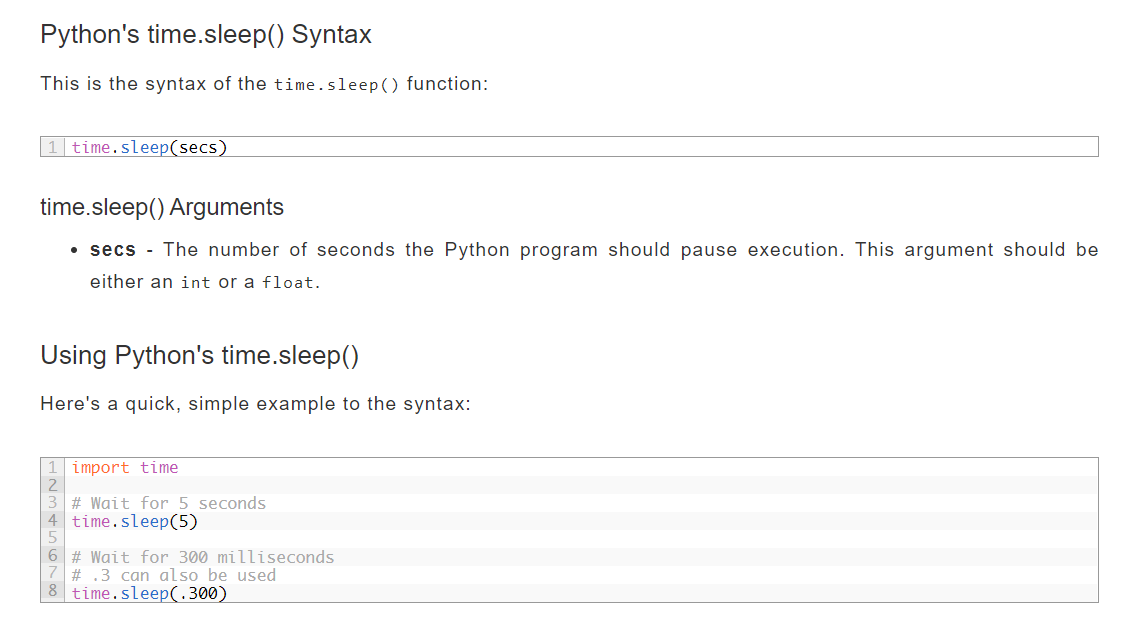 Python's time.sleep() Syntax
This is the syntax of the time.sleep() function:
1 time.sleep(secs)
time.sleep() Arguments
• secs - The number of seconds the Python program should pause execution. This argument should be
either an int or a float.
Using Python's time.sleep()
Here's a quick, simple example to the syntax:
1 import time
2
3 # Wait for 5 seconds
4 time.sleep(5)
5
6 # Wait for 300 milliseconds
7 # .3 can also be used
8 time.sleep(.300)